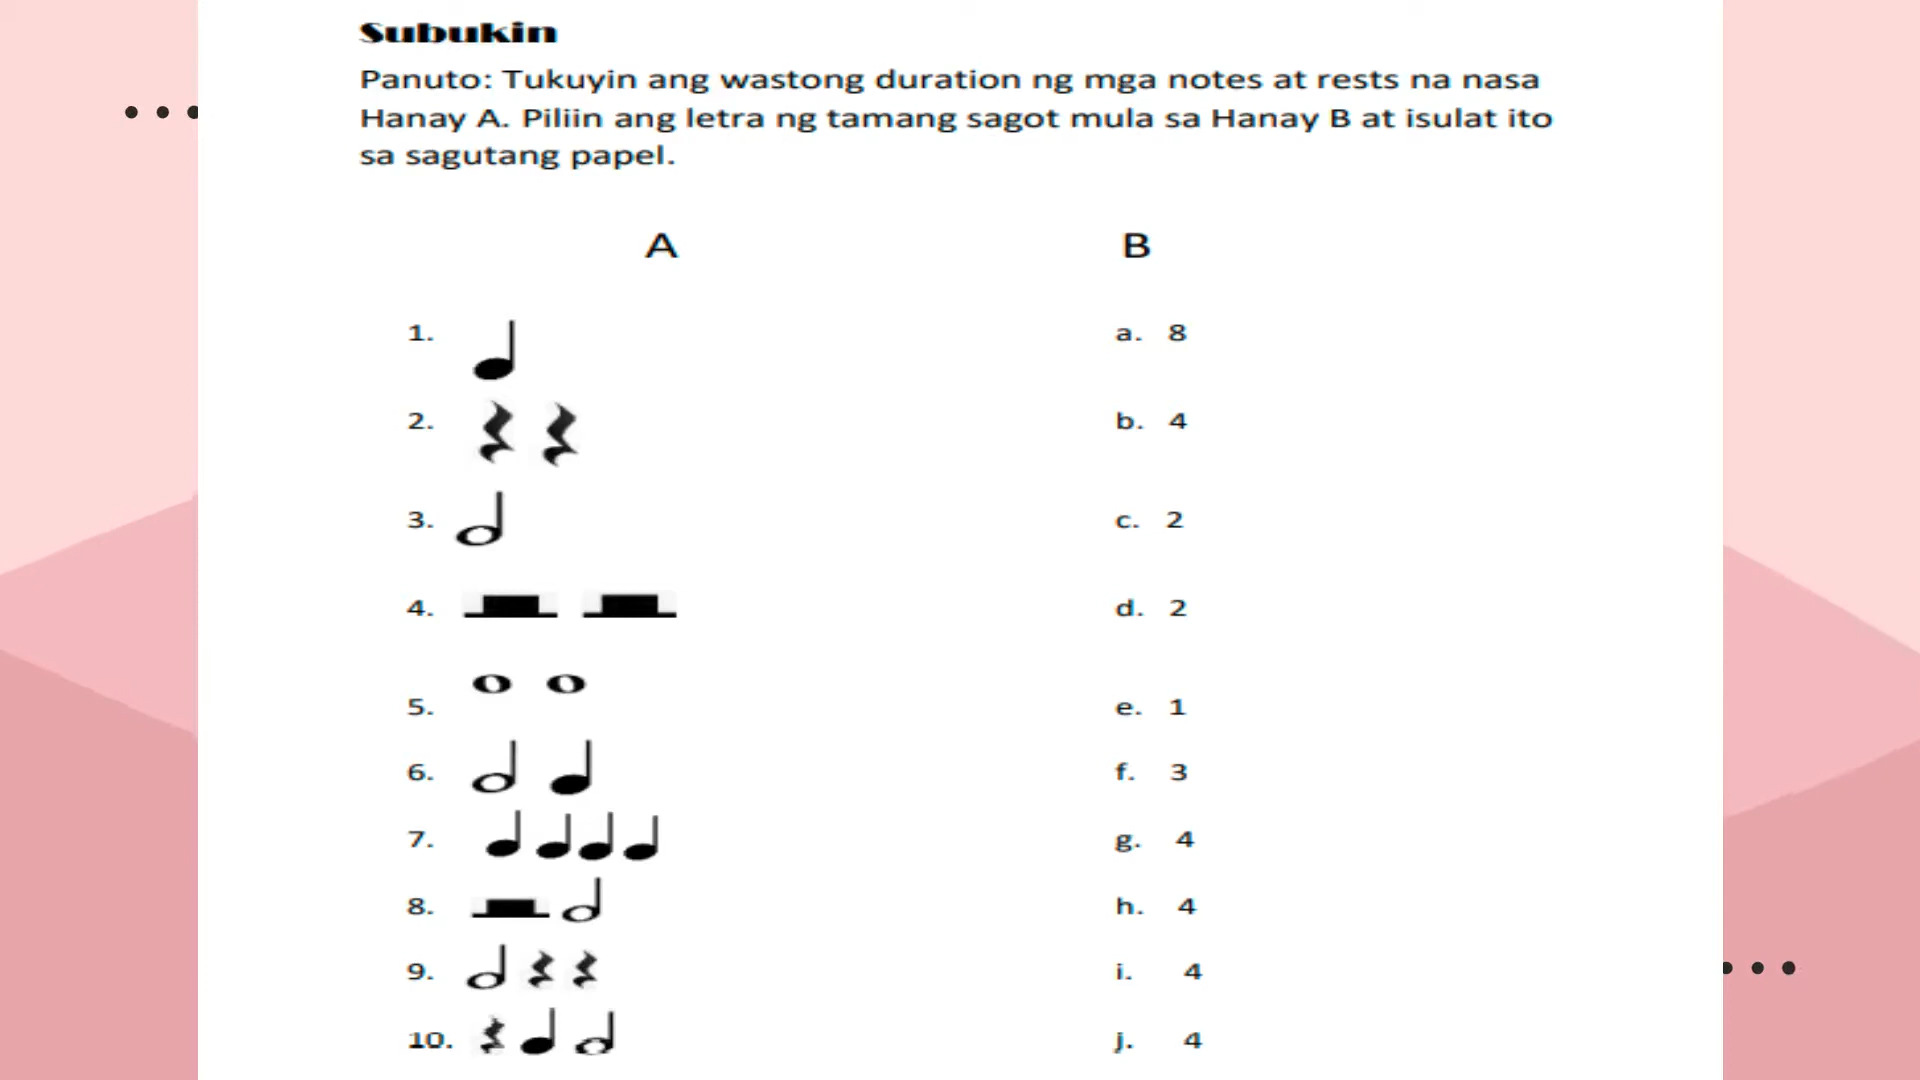 Subukin
Panuto: Tukuyin ang wastong duration ng mga notes at rests na nasa
Hanay A. Piliin ang letra ng tamang sagot mula sa Hanay B at isulat ito
sa sagutang papel.
A B
1. a. 8
2. b. 4
3. c. 2
4. d. 2
5. e. 1
6. f. 3
7. g. 4
8. h. 4
9. i. 4
10. j. 4